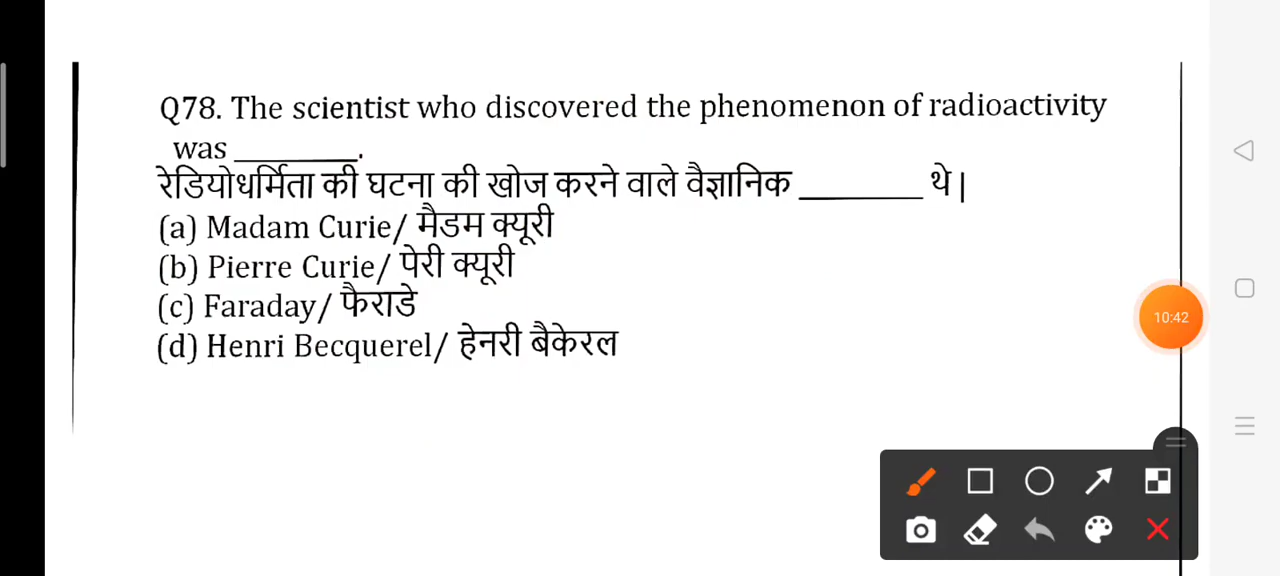 Q78. The scientist who discovered the phenomenon of radioactivity
was ________.
रेडियोधर्मिता की घटना की खोज करने वाले वैज्ञानिक ________ थे|
(a) Madam Curie/ मैडम क्यूरी
(b) Pierre Curie/ पेरी क्यूरी
(c) Faraday/ फैराडे
(d) Henri Becquerel/ हेनरी बैकेरल
10:42